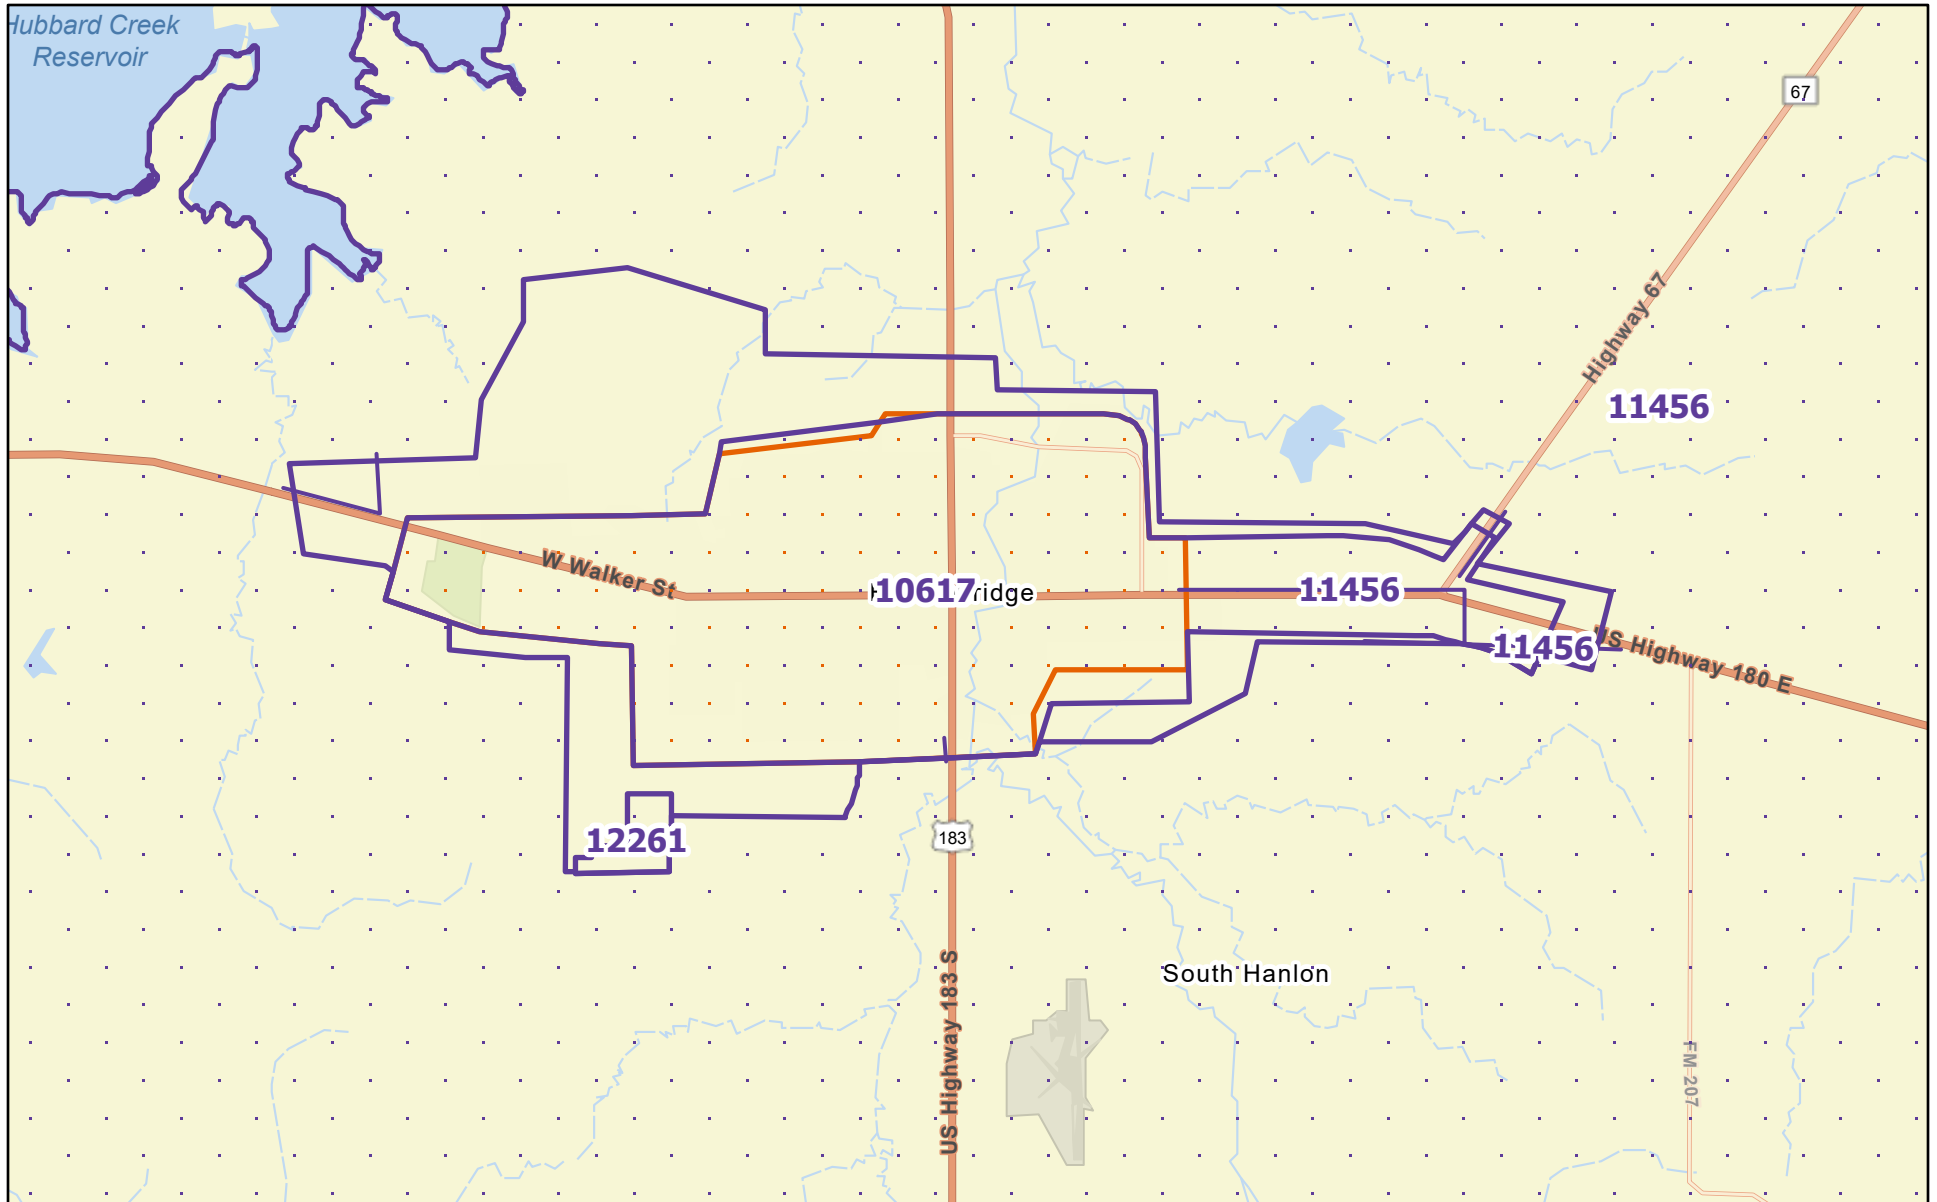 Hubbard Creek
Reservoir
67
Highway 67
11456
W Walker St
10617
ridge
11456
11456
US Highway 180 E
12261
183
South Hanlon
US Highway 183 S
FM 207